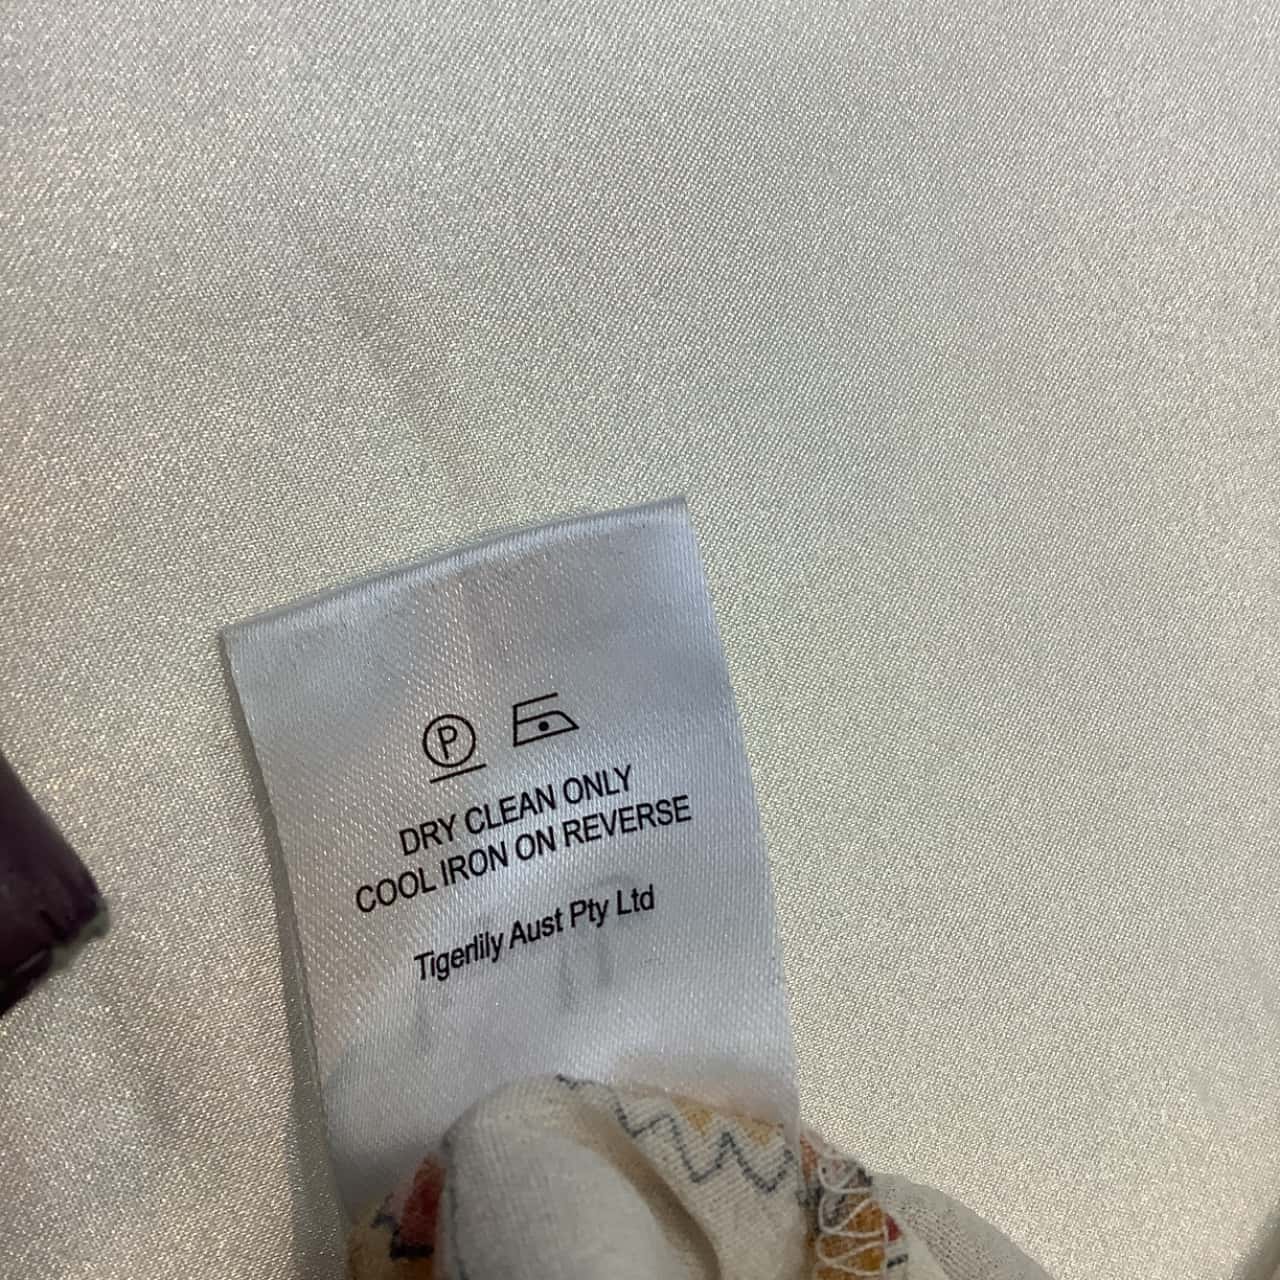 P
DRY CLEAN ONLY
COOL IRON ON REVERSE
Tigerlily Aust Pty Ltd